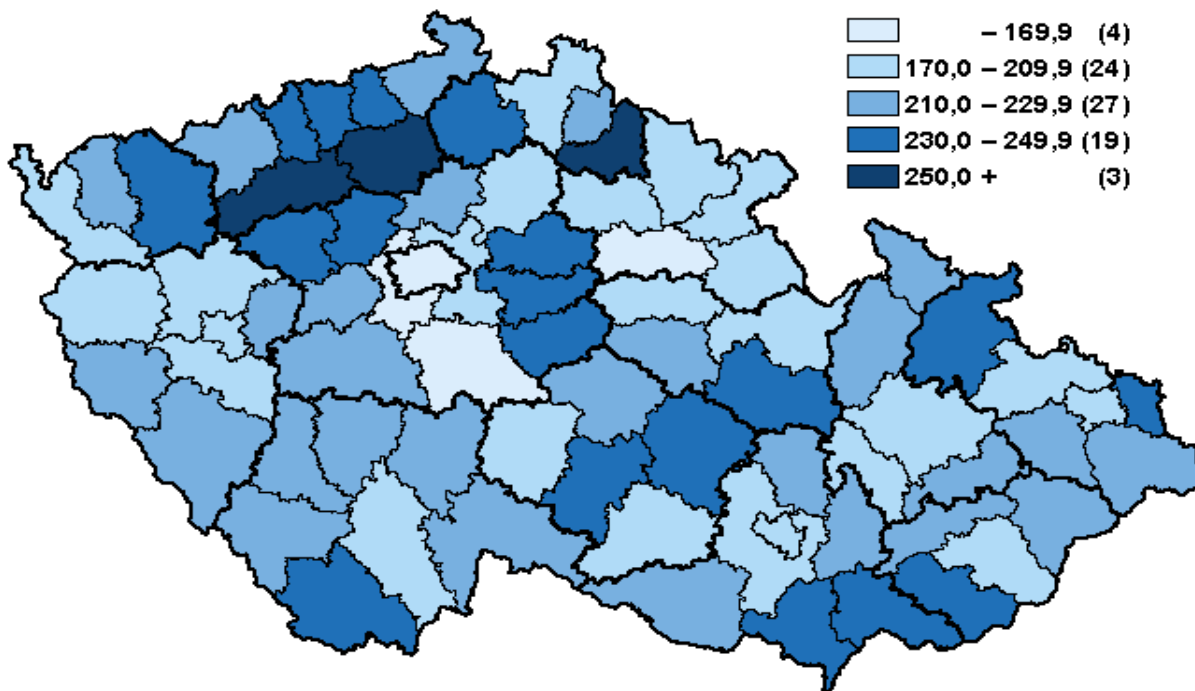 – 169,9 (4)
170,0 – 209,9 (24)
210,0 – 229,9 (27)
230,0 – 249,9 (19)
250,0 + (3)